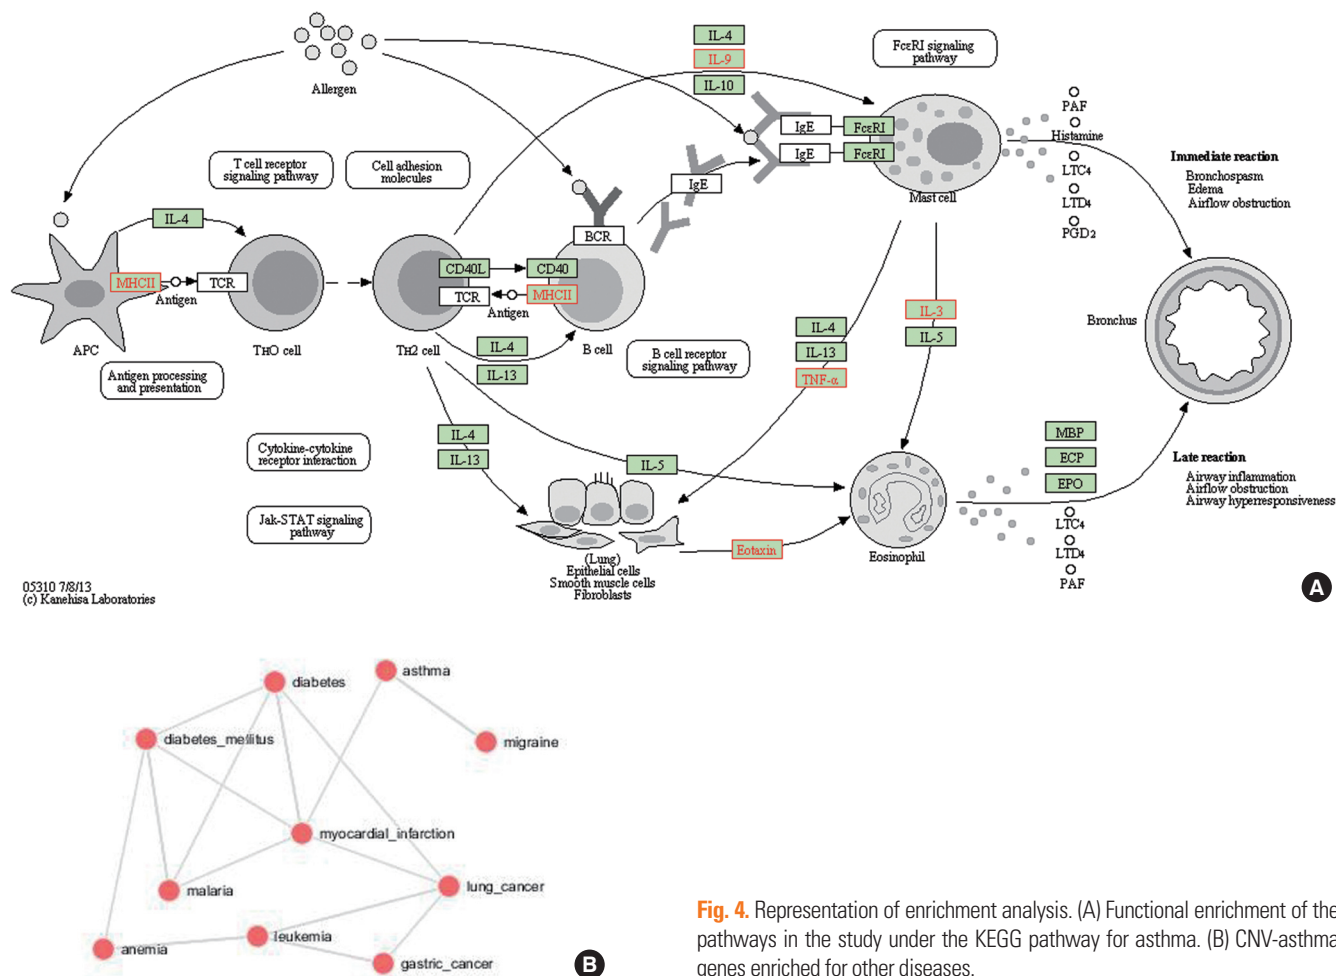 Allergen
IL-4
IL-9
IL-10
FcεRI signaling
pathway
T cell receptor
signaling pathway
Cell adhesion
molecules
IgE
FcεRI
IgE
FcεRI
IgE
Mast cell
PAF
Histamine
LTC4
LTD4
PGD2
Immediate reaction
Bronchospasm
Edema
Airflow obstruction
IL-4
BCR
MHCII
Antigen
TCR
CD40L
CD40
TCR
Antigen
MHCII
APC
TH0 cell
TH2 cell
B cell
IL-4
IL-13
Antigen processing
and presentation
B cell receptor
signaling pathway
IL-4
IL-13
TNF-α
IL-3
IL-5
Bronchus
Cytokine-cytokine
receptor interaction
IL-4
IL-13
IL-5
Jak-STAT signaling
pathway
(Lung)
Epithelial cells
Smooth muscle cells
Fibroblasts
Eotaxin
Eosinophil
MBP
ECP
EPO
LTC4
LTD4
PAF
Late reaction
Airway inflammation
Airflow obstruction
Airway hyperresponsiveness
05310 7/8/13
(c) Kanehisa Laboratories
A
diabetes
asthma
diabetes_mellitus
migraine
myocardial_infarction
malaria
lung_cancer
anemia
leukemia
gastric_cancer
B
Fig. 4. Representation of enrichment analysis. (A) Functional enrichment of the
pathways in the study under the KEGG pathway for asthma. (B) CNV-asthma
genes enriched for other diseases.